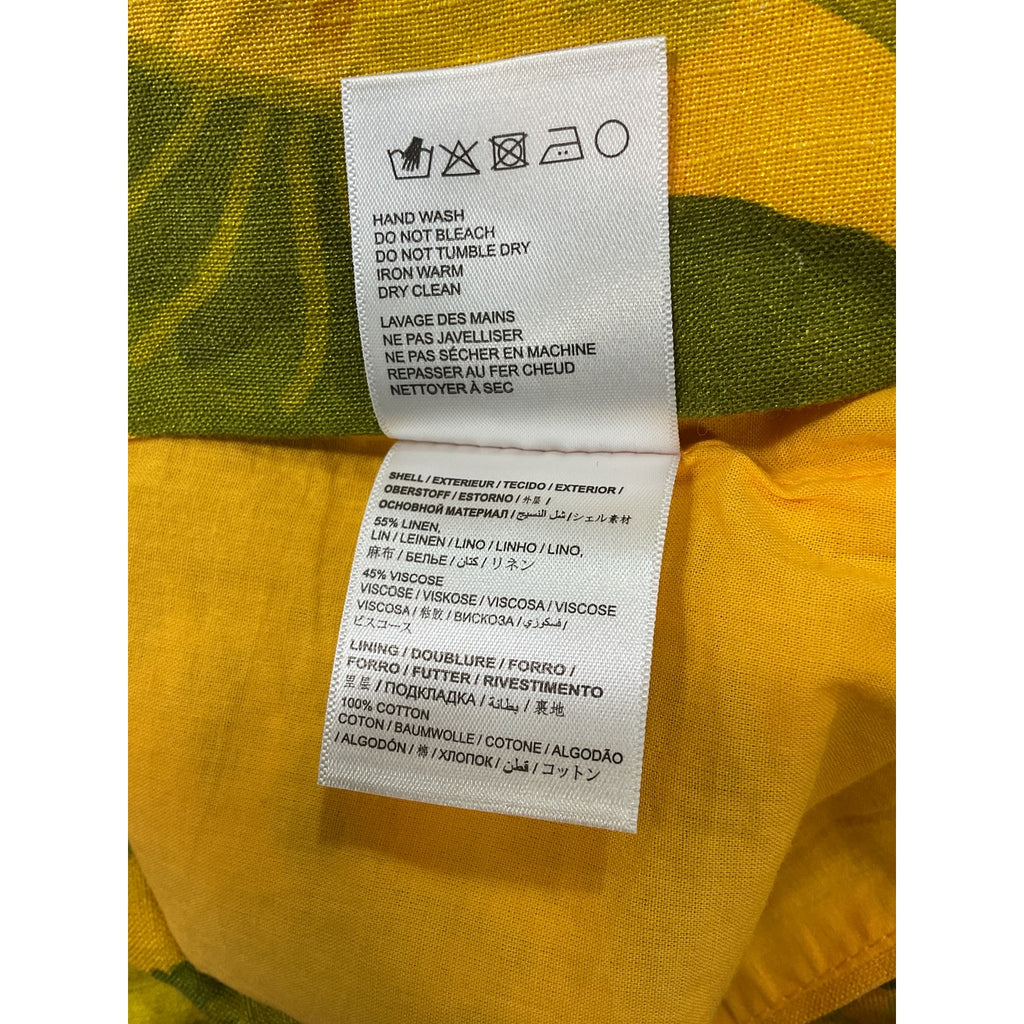 HAND WASH
DO NOT BLEACH
DO NOT TUMBLE DRY
IRON WARM
DRY CLEAN
LAVAGE DES MAINS
NE PAS JAVELLISER
NE PAS SÉCHER EN MACHINE
REPASSER AU FER CHEUD
NETTOYER À SEC
SHELL / EXTERIEUR / TECIDO / EXTERIOR /
OBERSTOFF / ESTORNO / 外层 /
ОСНОВНОЙ МАТЕРИАЛ / شل النسيج / シェル素材
55% LINEN,
LIN / LEINEN / LINO / LINHO / LINO,
麻布 / БЕЛЬЕ / كتان / リネン
45% VISCOSE
VISCOSE / VISKOSE / VISCOSA / VISCOSE
VISCOSA / 粘胶 / ВИСКОЗА / فسكوزي /
ビスコース
LINING / DOUBLURE / FORRO /
FORRO / FUTTER / RIVESTIMENTO
里层 / ПОДКЛАДКА / بطانة / 裏地
100% COTTON
COTON / BAUMWOLLE / COTONE / ALGODÃO
/ ALGODÓN / 棉 / ХЛОПОК / قطن / コットン